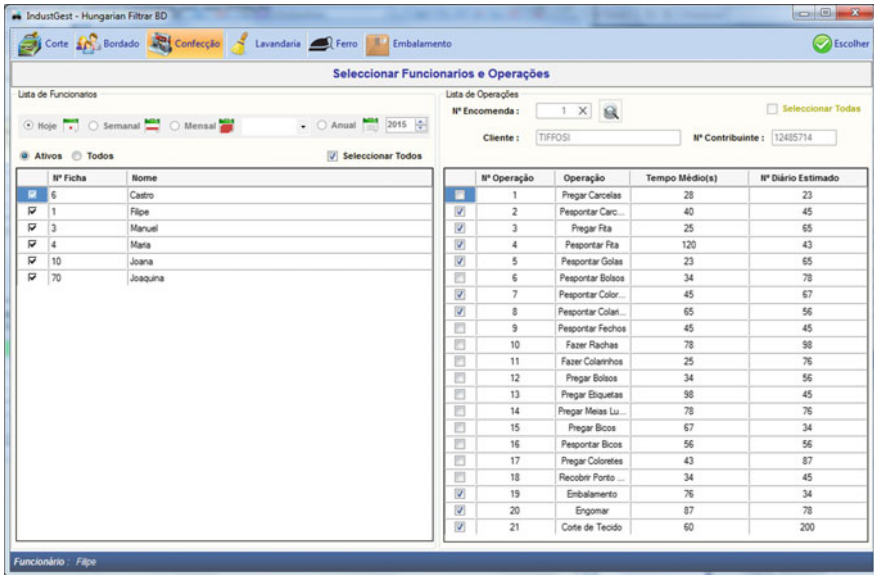 IndustGest - Hungarian Filtrar BD
Corte Bordado Confecção Lavandaria Ferro Embalamento Escolher
Seleccionar Funcionarios e Operações
Lista de Funcionarios
Hoje Semanal Mensal Anual 2015
Ativos Todos Seleccionar Todos
Nº Ficha Nome
6 Castro
1 Filipe
3 Manuel
4 Maria
10 Joana
70 Joaquina
Lista de Operações
Nº Encomenda : 1 X Seleccionar Todas
Cliente : TIFFOSI Nº Contribuinte : 12485714
Nº Operação Operação Tempo Médio(s) Nº Diário Estimado
1 Pregar Carcelas 28 23
2 Pespontar Carc... 40 45
3 Pregar Fita 25 65
4 Pespontar Fita 120 43
5 Pespontar Golas 23 65
6 Pespontar Bolsos 34 78
7 Pespontar Color... 45 67
8 Pespontar Colari... 65 56
9 Pespontar Fechos 45 45
10 Fazer Rachas 78 98
11 Fazer Colarinhos 25 76
12 Pregar Bolsos 34 56
13 Pregar Etiquetas 98 45
14 Pregar Meias Lu... 78 76
15 Pregar Bicos 67 34
16 Pespontar Bicos 56 56
17 Pregar Coloretes 43 87
18 Recobrir Ponto ... 34 45
19 Embalamento 76 34
20 Engomar 87 78
21 Corte de Tecido 60 200
Funcionário : Filipe